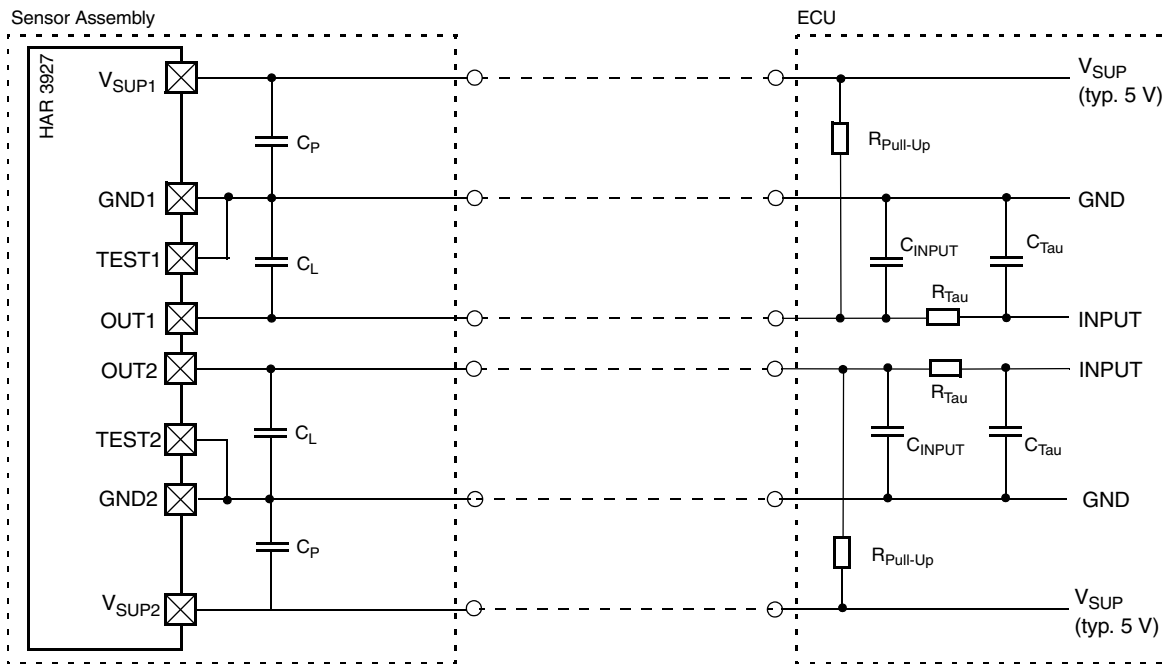 Sensor Assembly
ECU
HAR 3927
VSUP1
CP
RPull-Up
VSUP
(typ. 5 V)
GND1
GND
TEST1
CL
CINPUT
CTau
RTau
OUT1
INPUT
OUT2
INPUT
RTau
TEST2
CL
CINPUT
CTau
GND2
GND
CP
RPull-Up
VSUP2
VSUP
(typ. 5 V)